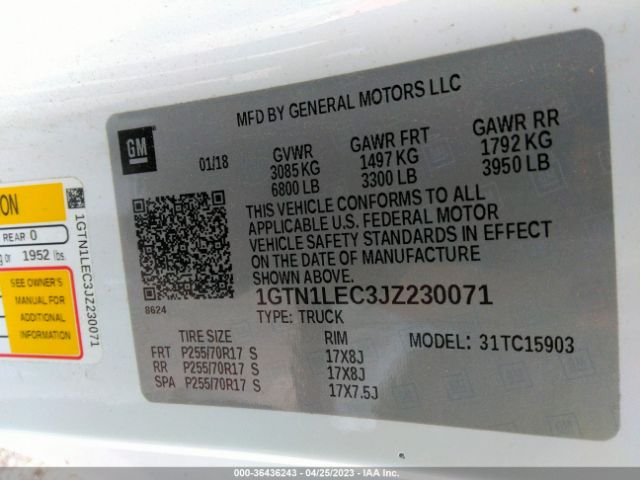 MFD BY GENERAL MOTORS LLC
GM
01/18
GVWR
3085 KG
6800 LB
GAWR FRT
1497 KG
3300 LB
GAWR RR
1792 KG
3950 LB
THIS VEHICLE CONFORMS TO ALL
APPLICABLE U.S. FEDERAL MOTOR
VEHICLE SAFETY STANDARDS IN EFFECT
ON THE DATE OF MANUFACTURE
SHOWN ABOVE.
8624
1GTN1LEC3JZ230071
TYPE: TRUCK
MODEL: 31TC15903
TIRE SIZE RIM
FRT P255/70R17 S 17X8J
RR P255/70R17 S 17X8J
SPA P255/70R17 S 17X7.5J
REAR 0
or 1952 lbs.
SEE OWNER'S
MANUAL FOR
ADDITIONAL
INFORMATION
1GTN1LEC3JZ230071
000-36436243 - 04/25/2023 - IAA Inc.